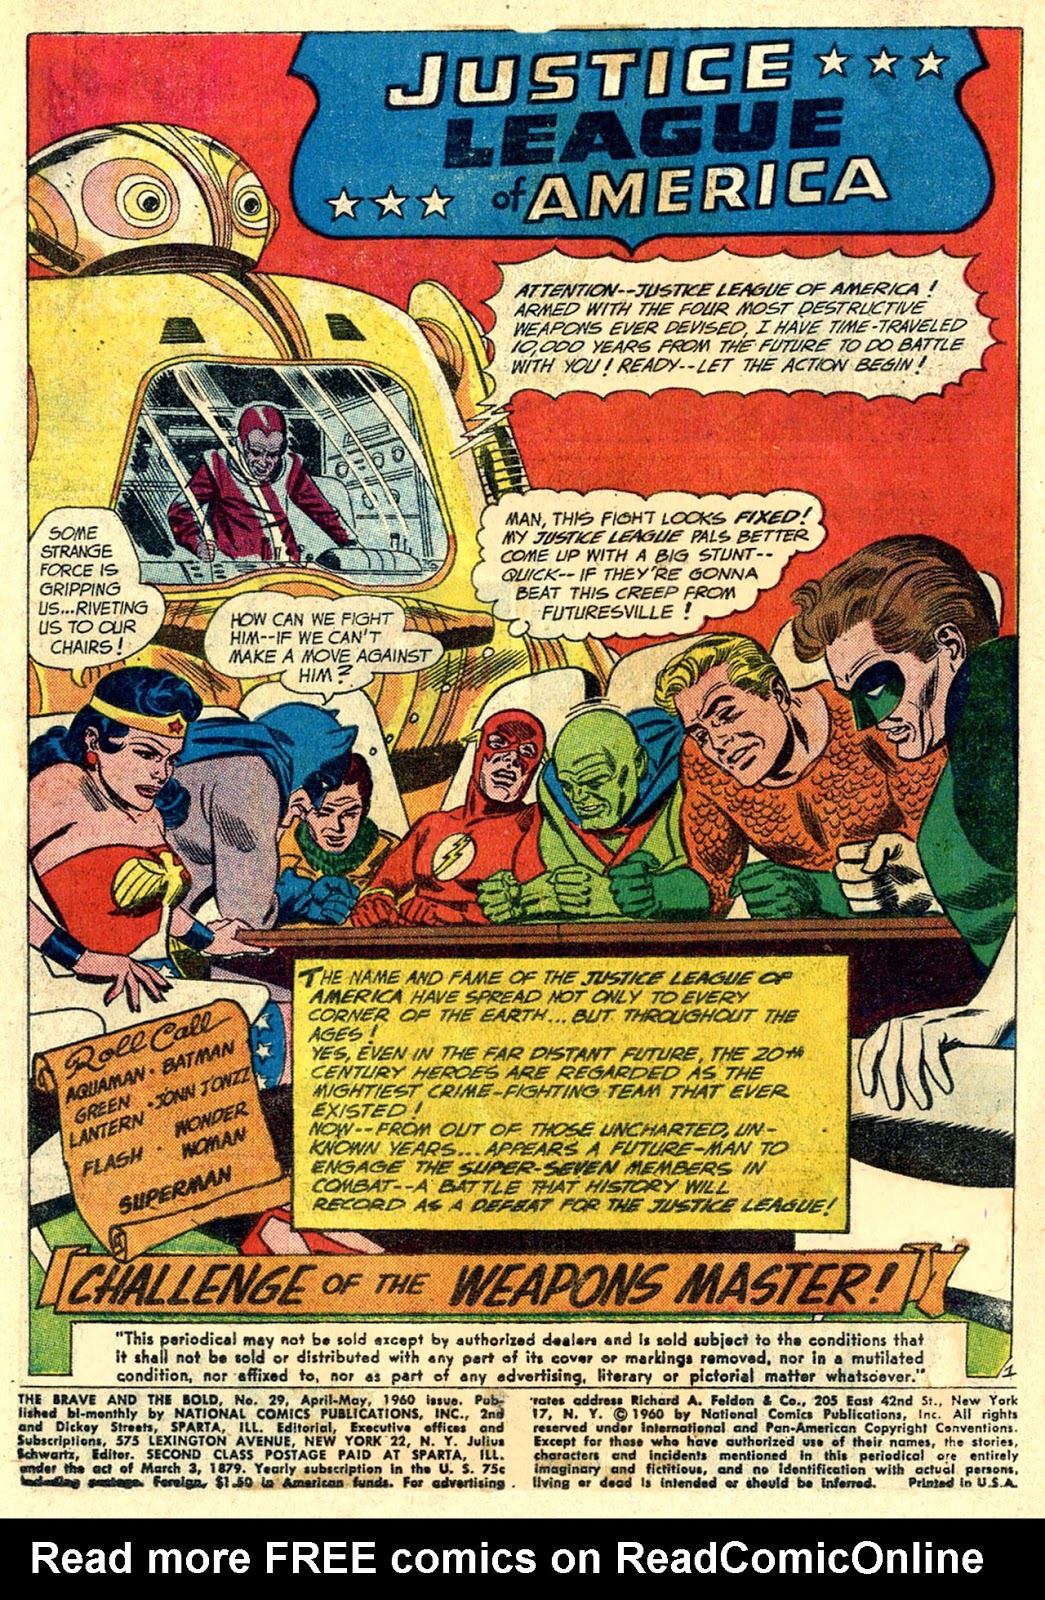 JUSTICE
LEAGUE
of AMERICA
ATTENTION--JUSTICE LEAGUE OF AMERICA!
ARMED WITH THE FOUR MOST DESTRUCTIVE
WEAPONS EVER DEVISED, I HAVE TIME-TRAVELED
10,000 YEARS FROM THE FUTURE TO DO BATTLE
WITH YOU! READY--LET THE ACTION BEGIN!
SOME
STRANGE
FORCE IS
GRIPPING
US...RIVETING
US TO OUR
CHAIRS!
HOW CAN WE FIGHT
HIM--IF WE CAN'T
MAKE A MOVE AGAINST
HIM?
MAN, THIS FIGHT LOOKS FIXED!
MY JUSTICE LEAGUE PALS BETTER
COME UP WITH A BIG STUNT--
QUICK--IF THEY'RE GONNA
BEAT THIS CREEP FROM
FUTURESVILLE!
THE NAME AND FAME OF THE JUSTICE LEAGUE OF
AMERICA HAVE SPREAD NOT ONLY TO EVERY
CORNER OF THE EARTH... BUT THROUGHOUT THE
AGES!
YES, EVEN IN THE FAR DISTANT FUTURE, THE 20th
CENTURY HEROES ARE REGARDED AS THE
MIGHTIEST CRIME-FIGHTING TEAM THAT EVER
EXISTED!
NOW--FROM OUT OF THOSE UNCHARTED, UN-
KNOWN YEARS... APPEARS A FUTURE-MAN TO
ENGAGE THE SUPER-SEVEN MEMBERS IN
COMBAT--A BATTLE THAT HISTORY WILL
RECORD AS A DEFEAT FOR THE JUSTICE LEAGUE!
Roll Call
AQUAMAN · BATMAN
GREEN
LANTERN · JONN JONZZ
FLASH · WONDER
WOMAN
SUPERMAN
CHALLENGE OF THE WEAPONS MASTER!
"This periodical may not be sold except by authorized dealers and is sold subject to the conditions that
it shall not be sold or distributed with any part of its cover or markings removed, nor in a mutilated
condition, nor affixed to, nor as part of any advertising, literary or pictorial matter whatsoever."
1
THE BRAVE AND THE BOLD, No. 29, April-May, 1960 issue. Pub-
lished bi-monthly by NATIONAL COMICS PUBLICATIONS, INC., 2nd
and Dickey Streets, SPARTA, ILL. Editorial, Executive offices and
Subscriptions, 575 LEXINGTON AVENUE, NEW YORK 22, N. Y. Julius
Schwartz, Editor. SECOND CLASS POSTAGE PAID AT SPARTA, ILL.
under the act of March 3, 1879. Yearly subscription in the U. S. 75c
including postage. Foreign, $1.50 in American funds. For advertising
rates address Richard A. Feldon & Co., 205 East 42nd St., New York
17, N. Y. © 1960 by National Comics Publications, Inc. All rights
reserved under International and Pan-American Copyright Conventions.
Except for those who have authorized use of their names, the stories,
characters and incidents mentioned in this periodical are entirely
imaginary and fictitious, and no identification with actual persons,
living or dead is intended or should be inferred. Printed in U.S.A.
Read more FREE comics on ReadComicOnline